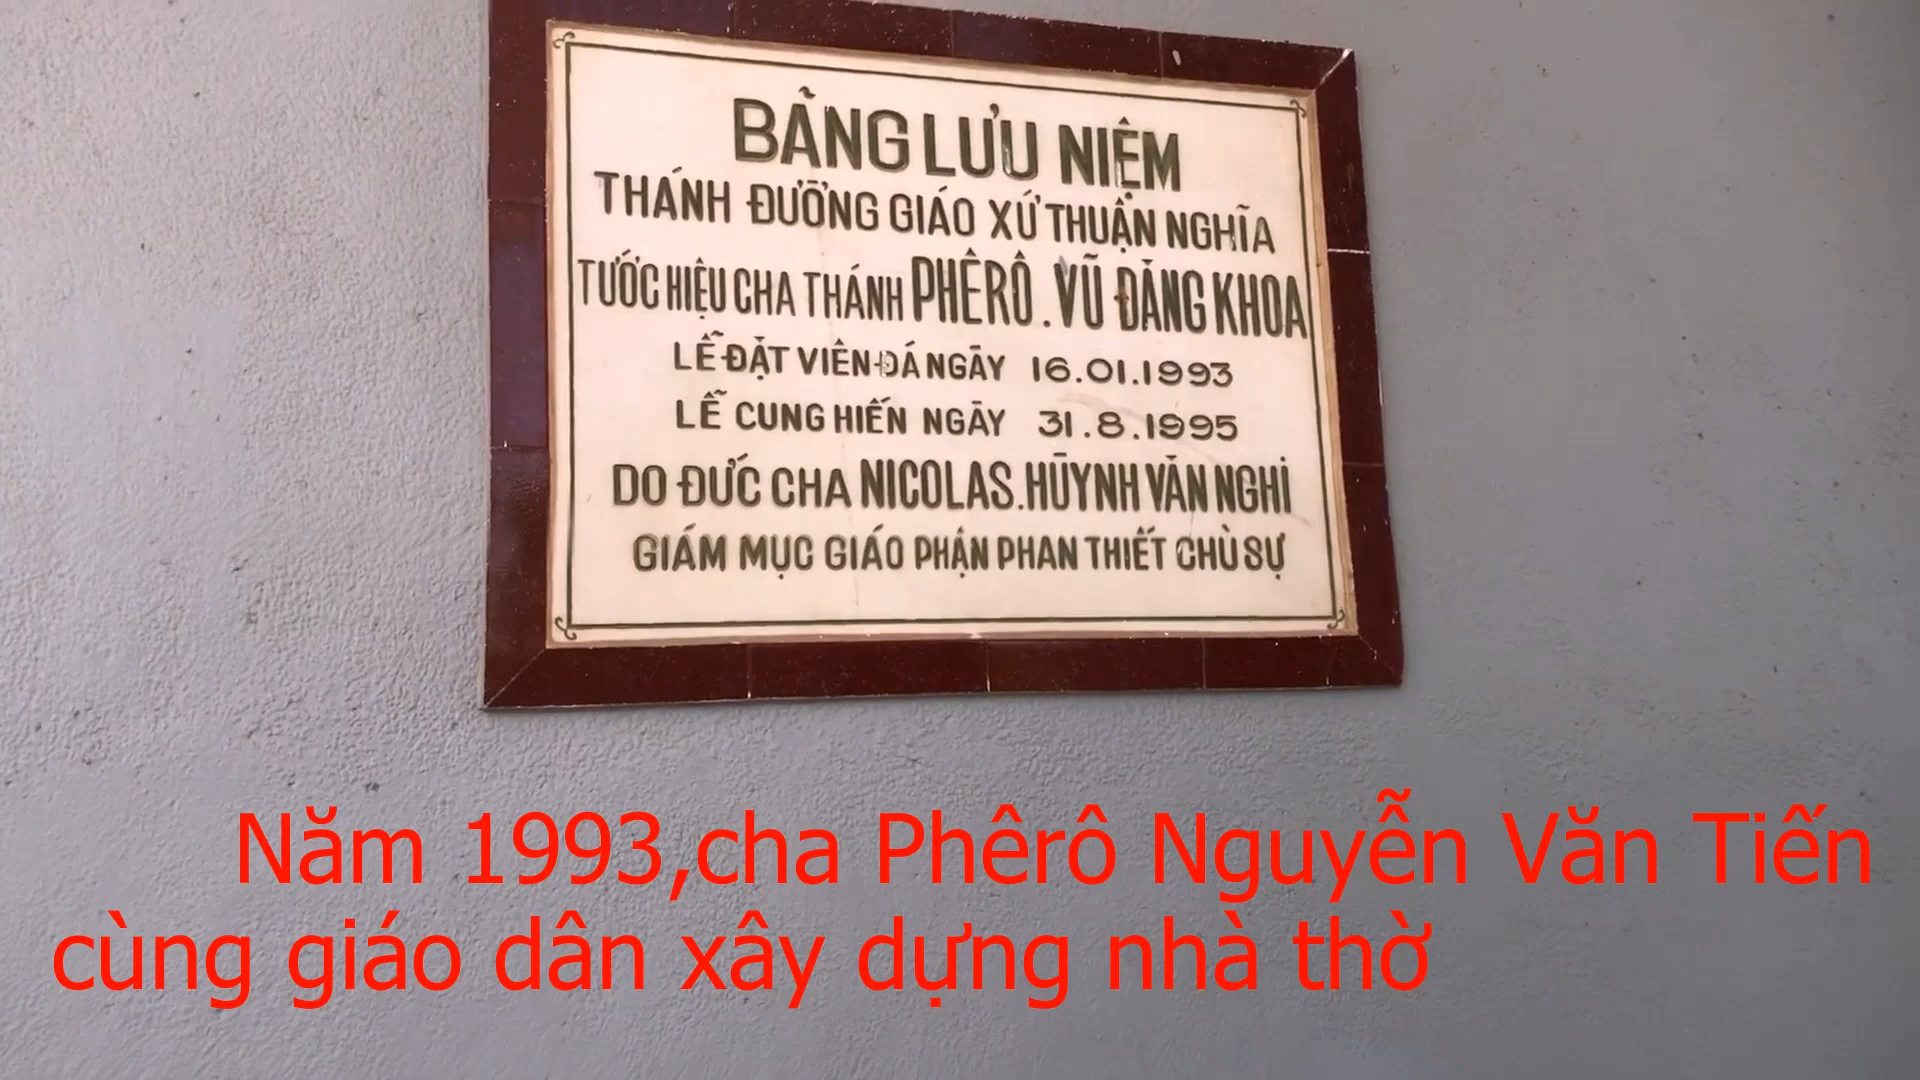 BẢNG LƯU NIỆM
THÁNH ĐƯỜNG GIÁO XỨ THUẬN NGHĨA
TƯỚC HIỆU CHA THÁNH PHÊRÔ. VŨ ĐĂNG KHOA
LỄ ĐẶT VIÊN ĐÁ NGÀY 16.01.1993
LỄ CUNG HIẾN NGÀY 31.8.1995
DO ĐỨC CHA NICOLAS. HUỲNH VĂN NGHI
GIÁM MỤC GIÁO PHẬN PHAN THIẾT CHỦ SỰ
Năm 1993,cha Phêrô Nguyễn Văn Tiến
cùng giáo dân xây dựng nhà thờ